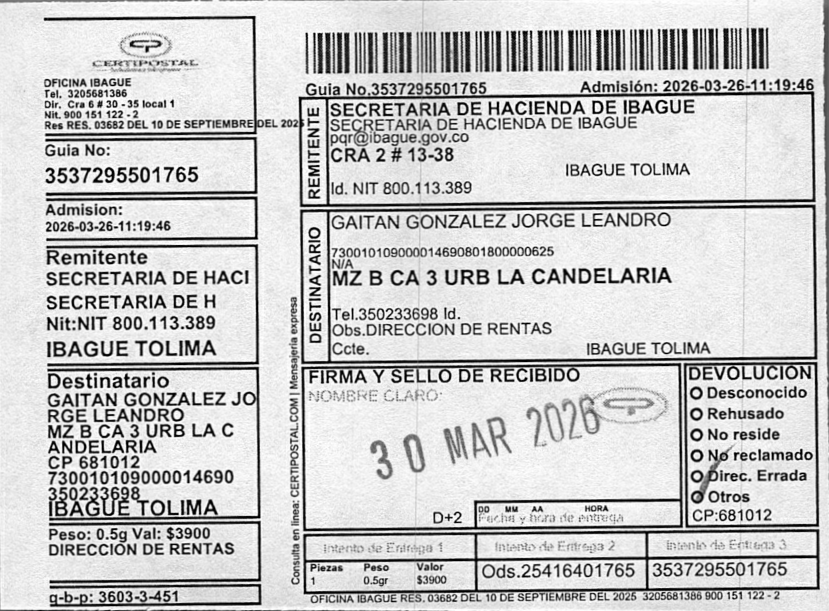 CERTIPOSTAL
OFICINA IBAGUE
Tel. 3205681386
Dir. Cra 6 # 30 - 35 local 1
Nit. 900 151 122 - 2
Res RES. 03682 DEL 10 DE SEPTIEMBRE DEL 2025
Guia No:
3537295501765
Admision:
2026-03-26-11:19:46
Remitente
SECRETARIA DE HACI
SECRETARIA DE H
Nit:NIT 800.113.389
IBAGUE TOLIMA
Destinatario
GAITAN GONZALEZ JO
RGE LEANDRO
MZ B CA 3 URB LA C
ANDELARIA
CP 681012
730010109000014690
350233698
IBAGUE TOLIMA
Peso: 0.5g Val: $3900
DIRECCIÓN DE RENTAS
q-b-p: 3603-3-451
Consulta en linea: CERTIPOSTAL.COM | Mensajería expresa
Guia No.3537295501765 Admisión: 2026-03-26-11:19:46
REMITENTE
SECRETARIA DE HACIENDA DE IBAGUE
SECRETARIA DE HACIENDA DE IBAGUE
pqr@ibague.gov.co
CRA 2 # 13-38
IBAGUE TOLIMA
Id. NIT 800.113.389
DESTINATARIO
GAITAN GONZALEZ JORGE LEANDRO
730010109000014690801800000625
N/A
MZ B CA 3 URB LA CANDELARIA
Tel.350233698 Id.
Obs.DIRECCION DE RENTAS
Ccte. IBAGUE TOLIMA
FIRMA Y SELLO DE RECIBIDO
NOMBRE CLARO:
30 MAR 2026
D+2
DD MM AA HORA
Fecha y hora de entrega
DEVOLUCIÓN
Desconocido
Rehusado
No reside
No reclamado
Direc. Errada
Otros
CP:681012
Intento de Entrega 1 Intento de Entrega 2 Intento de Entrega 3
Piezas Peso Valor
1 0.5gr $3900
Ods.25416401765 3537295501765
OFICINA IBAGUE RES. 03682 DEL 10 DE SEPTIEMBRE DEL 2025 3205681386 900 151 122 - 2